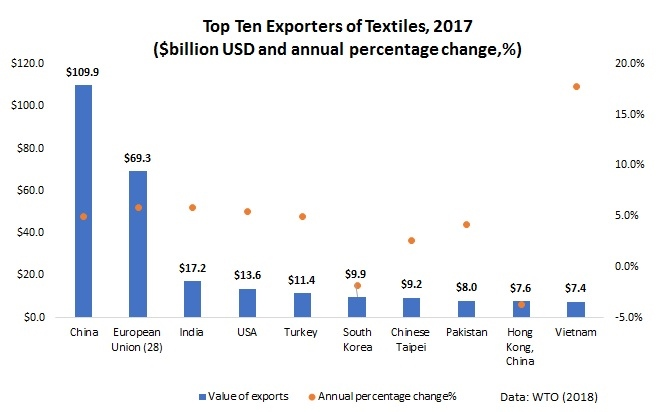 Top Ten Exporters of Textiles, 2017
($billion USD and annual percentage change,%)
$120.0
$100.0
$80.0
$60.0
$40.0
$20.0
$0.0
20.0%
15.0%
10.0%
5.0%
0.0%
-5.0%
$109.9
$69.3
$17.2
$13.6
$11.4
$9.9
$9.2
$8.0
$7.6
$7.4
China
European
Union (28)
India
USA
Turkey
South
Korea
Chinese
Taipei
Pakistan
Hong
Kong,
China
Vietnam
Value of exports
Annual percentage change%
Data: WTO (2018)